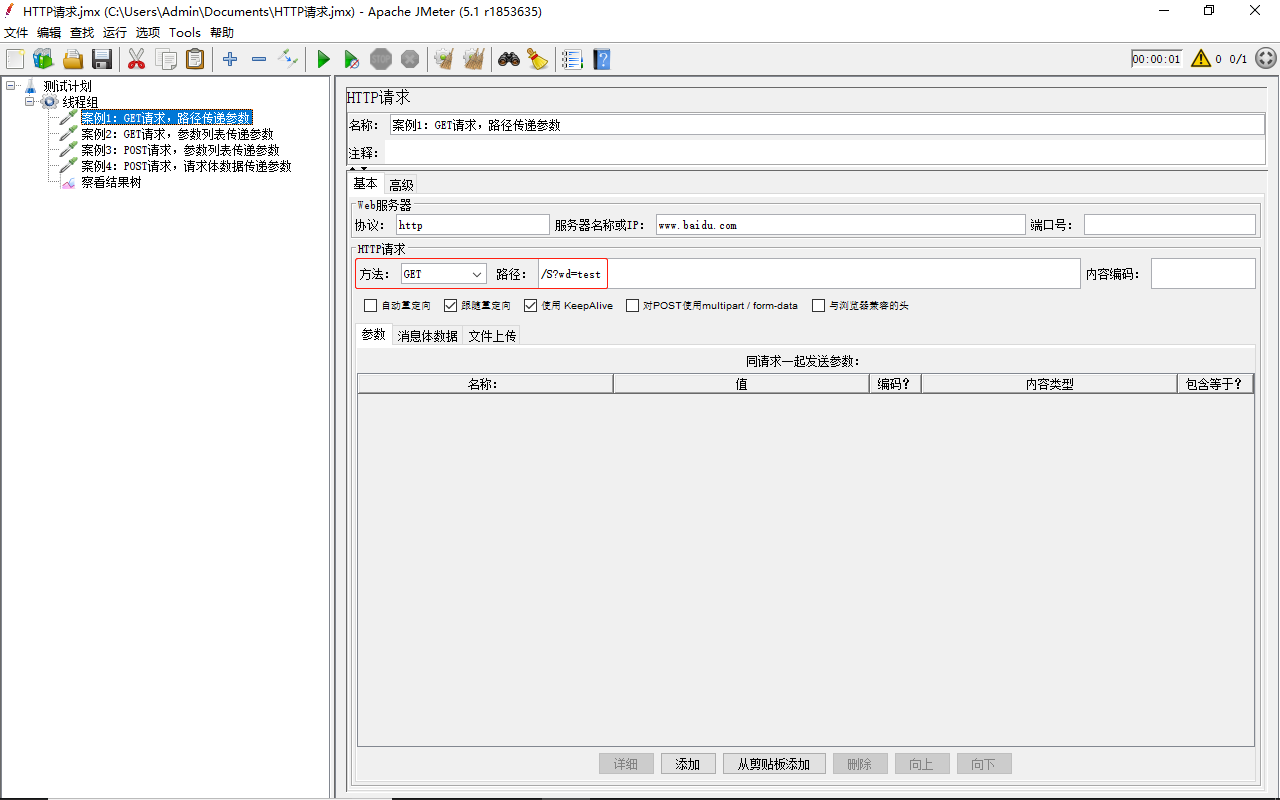 HTTP请求.jmx (C:\Users\Admin\Documents\HTTP请求.jmx) - Apache JMeter (5.1 r1853635)
文件 编辑 查找 运行 选项 Tools 帮助
STOP 00:00:01 0 0/1
测试计划
线程组
案例1：GET请求，路径传递参数
案例2：GET请求，参数列表传递参数
案例3：POST请求，参数列表传递参数
案例4：POST请求，请求体数据传递参数
察看结果树
HTTP请求
名称： 案例1：GET请求，路径传递参数
注释：
基本 高级
Web服务器
协议： http 服务器名称或IP： www.baidu.com 端口号：
HTTP请求
方法： GET 路径： /S?wd=test 内容编码：
自动重定向 跟随重定向 使用 KeepAlive 对POST使用multipart / form-data 与浏览器兼容的头
参数 消息体数据 文件上传
同请求一起发送参数：
名称： 值 编码? 内容类型 包含等于?
详细 添加 从剪贴板添加 删除 向上 向下